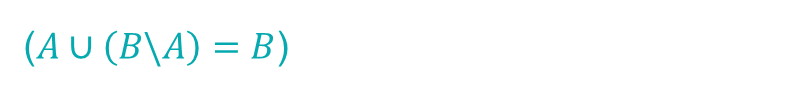 (A ∪ (B\A) = B)